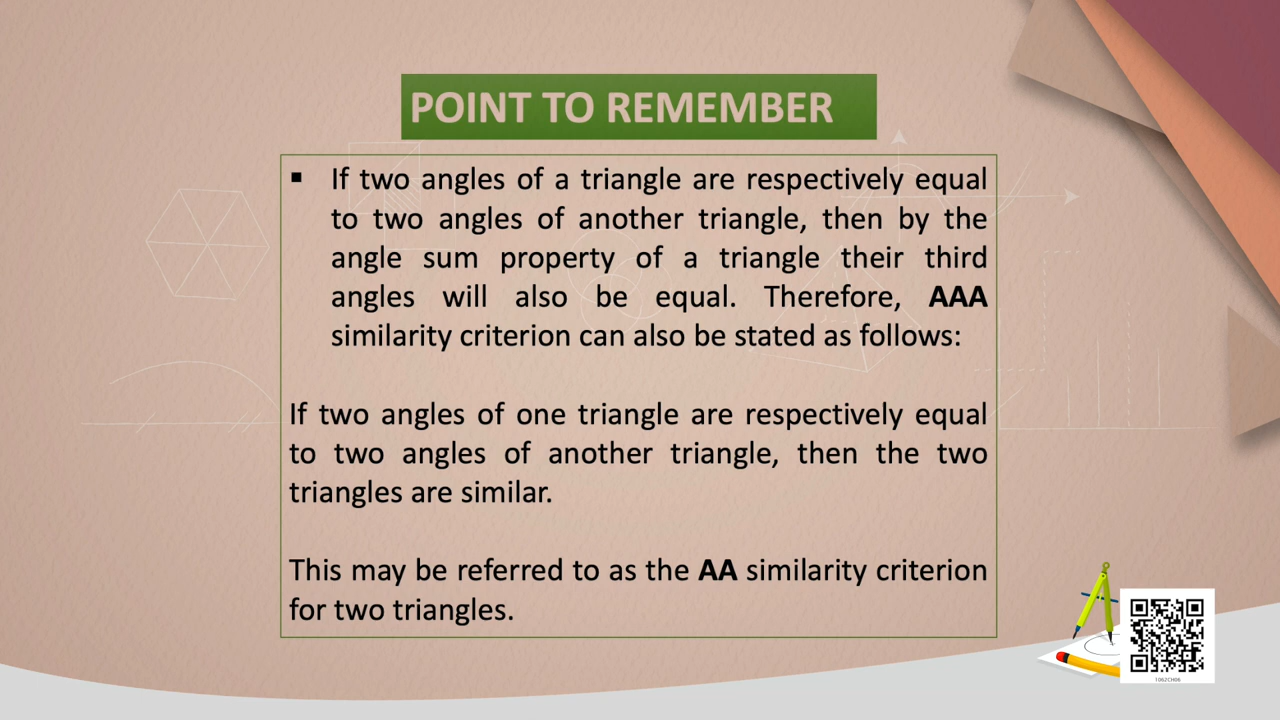 POINT TO REMEMBER
▪ If two angles of a triangle are respectively equal
to two angles of another triangle, then by the
angle sum property of a triangle their third
angles will also be equal. Therefore, AAA
similarity criterion can also be stated as follows:
If two angles of one triangle are respectively equal
to two angles of another triangle, then the two
triangles are similar.
This may be referred to as the AA similarity criterion
for two triangles.
1062CH06